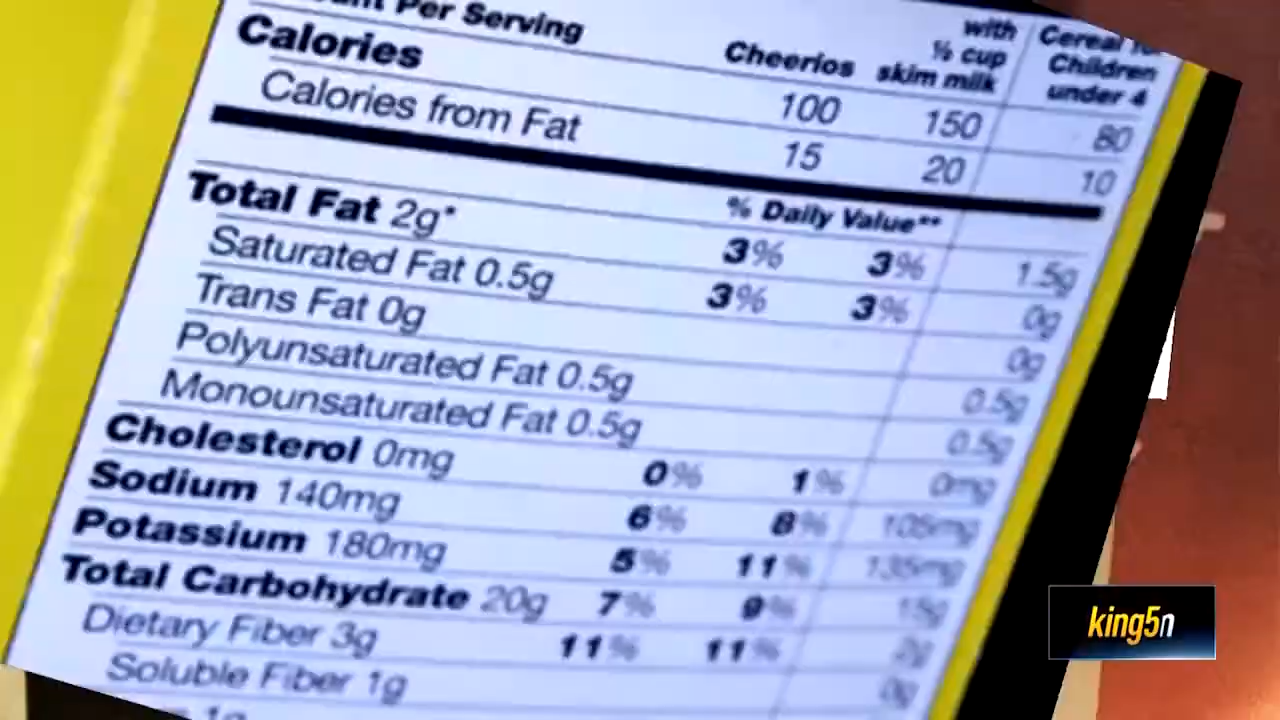 Per Serving
Cheerios
with
½ cup
skim milk
Cereal
Children
under 4
Calories 100 150 80
Calories from Fat 15 20 10
% Daily Value**
Total Fat 2g* 3% 3% 1.5g
Saturated Fat 0.5g 3% 3% 0g
Trans Fat 0g 0g
Polyunsaturated Fat 0.5g 0.5g
Monounsaturated Fat 0.5g 0.5g
Cholesterol 0mg 0% 1% 0mg
Sodium 140mg 6% 8% 105mg
Potassium 180mg 5% 11% 135mg
Total Carbohydrate 20g 7% 9% 15g
Dietary Fiber 3g 11% 11% 2g
Soluble Fiber 1g 0g
king5n